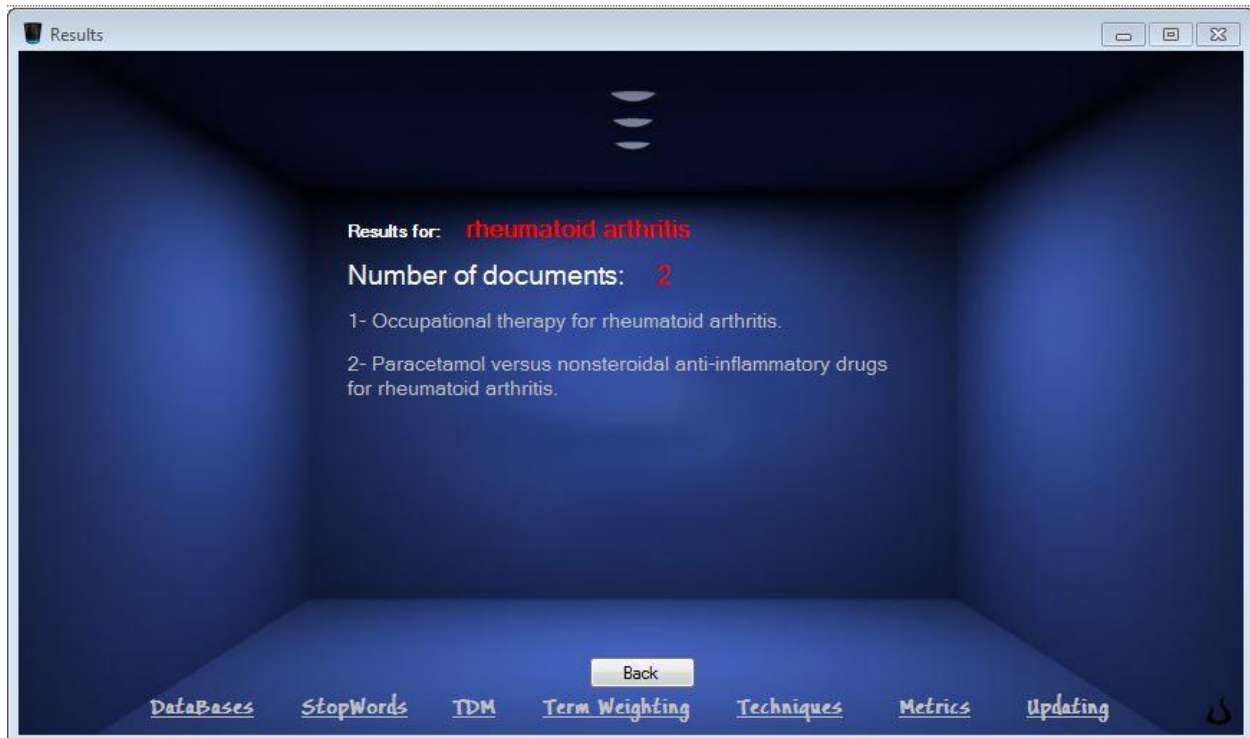 Results
Results for: rheumatoid arthritis
Number of documents: 2
1- Occupational therapy for rheumatoid arthritis.
2- Paracetamol versus nonsteroidal anti-inflammatory drugs
for rheumatoid arthritis.
Back
DataBases StopWords TDM Term Weighting Techniques Metrics Updating